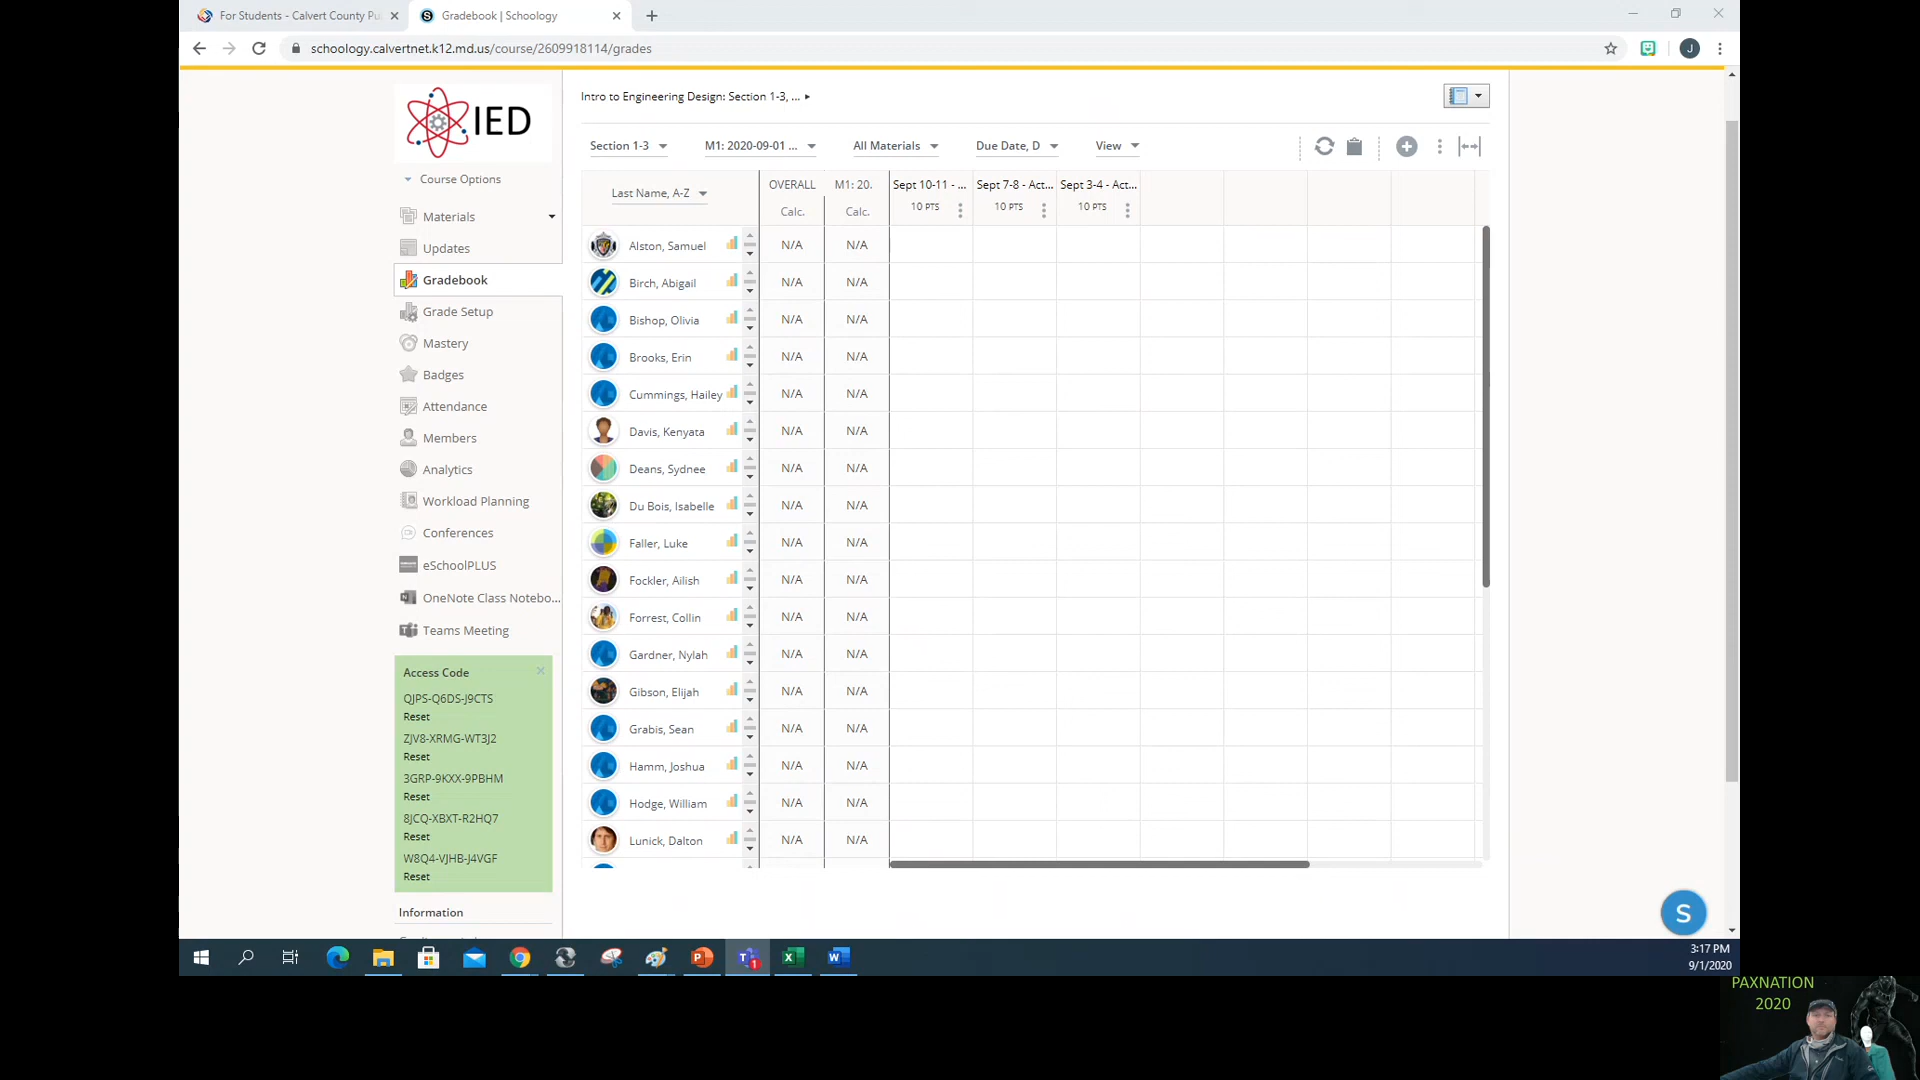 For Students - Calvert County Pu
Gradebook | Schoology
schoology.calvertnet.k12.md.us/course/2609918114/grades
J
IED
Course Options
Materials
Updates
Gradebook
Grade Setup
Mastery
Badges
Attendance
Members
Analytics
Workload Planning
Conferences
eSchoolPLUS
OneNote Class Notebo...
Teams Meeting
Access Code
QJPS-Q6DS-J9CTS
Reset
ZJV8-XRMG-WT3J2
Reset
3GRP-9KXX-9PBHM
Reset
8JCQ-XBXT-R2HQ7
Reset
W8Q4-VJHB-J4VGF
Reset
Information
Intro to Engineering Design: Section 1-3, ...
Section 1-3 M1: 2020-09-01 ... All Materials Due Date, D View
Last Name, A-Z OVERALL M1: 20. Sept 10-11 - ... Sept 7-8 - Act... Sept 3-4 - Act...
Calc. Calc. 10 PTS 10 PTS 10 PTS
Alston, Samuel N/A N/A
Birch, Abigail N/A N/A
Bishop, Olivia N/A N/A
Brooks, Erin N/A N/A
Cummings, Hailey N/A N/A
Davis, Kenyata N/A N/A
Deans, Sydnee N/A N/A
Du Bois, Isabelle N/A N/A
Faller, Luke N/A N/A
Fockler, Ailish N/A N/A
Forrest, Collin N/A N/A
Gardner, Nylah N/A N/A
Gibson, Elijah N/A N/A
Grabis, Sean N/A N/A
Hamm, Joshua N/A N/A
Hodge, William N/A N/A
Lunick, Dalton N/A N/A
S
3:17 PM
9/1/2020
PAXNATION
2020